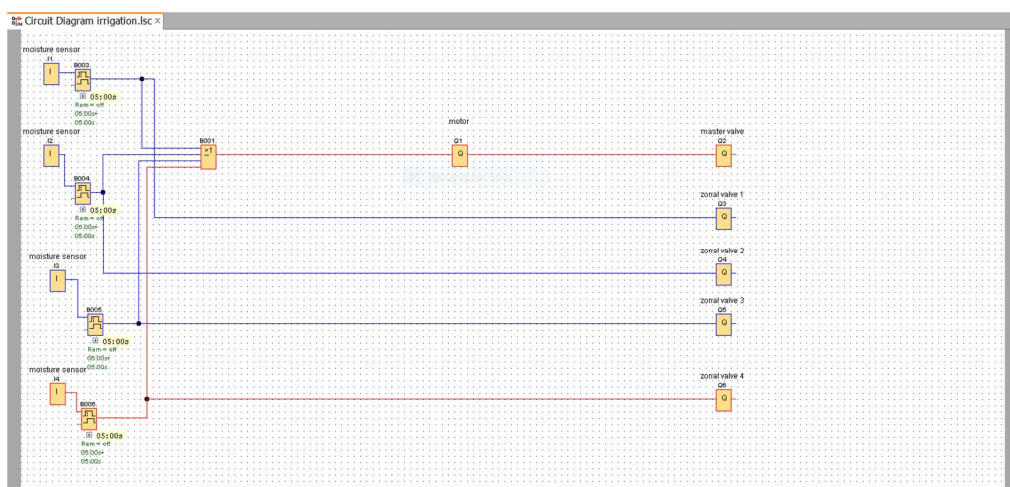 Circuit Diagram irrigation.lsc ×
moisture sensor
I1
I
B003
05:00s
Rem = off
05:00s+
05:00s
moisture sensor
I2
I
B004
05:00s
Rem = off
05:00s+
05:00s
B001
≥1
motor
Q1
Q
master valve
Q2
Q
zonal valve 1
Q3
Q
zonal valve 2
Q4
Q
moisture sensor
I3
I
B005
05:00s
Rem = off
05:00s+
05:00s
zonal valve 3
Q5
Q
moisture sensor
I4
I
B006
05:00s
Rem = off
05:00s+
05:00s
zonal valve 4
Q6
Q